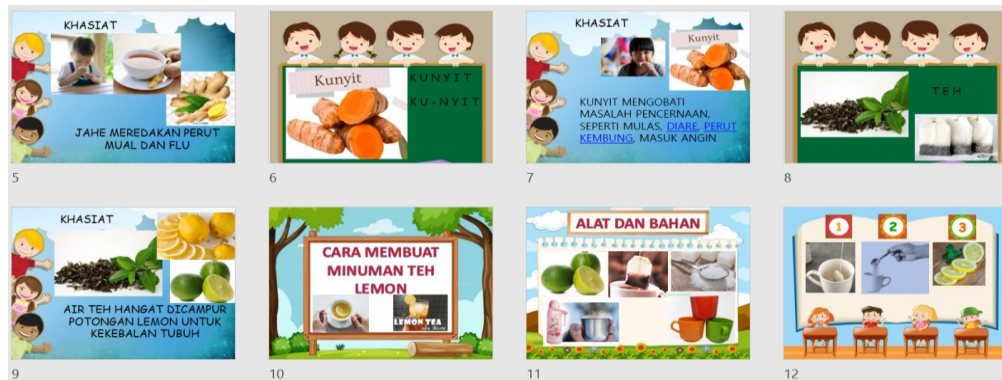 KHASIAT
JAHE MEREDAKAN PERUT
MUAL DAN FLU
5
Kunyit
KUNYIT
KU-NYIT
6
KHASIAT
Kunyit
KUNYIT MENGOBATI
MASALAH PENCERNAAN,
SEPERTI MULAS, DIARE, PERUT
KEMBUNG, MASUK ANGIN
7
TEH
8
KHASIAT
AIR TEH HANGAT DICAMPUR
POTONGAN LEMON UNTUK
KEKEBALAN TUBUH
9
CARA MEMBUAT
MINUMAN TEH
LEMON
LEMON TEA
10
ALAT DAN BAHAN
11
1
2
3
12